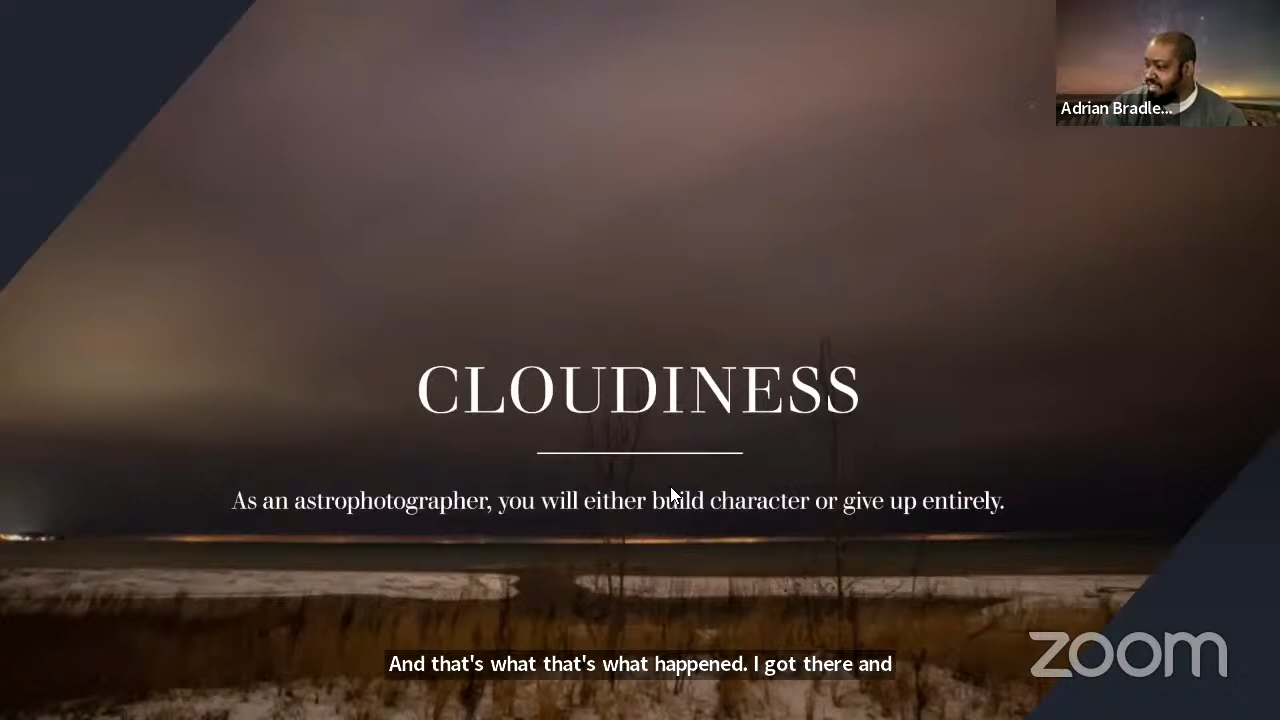 Adrian Bradle...
CLOUDINESS
As an astrophotographer, you will either build character or give up entirely.
And that's what that's what happened. I got there and
zoom